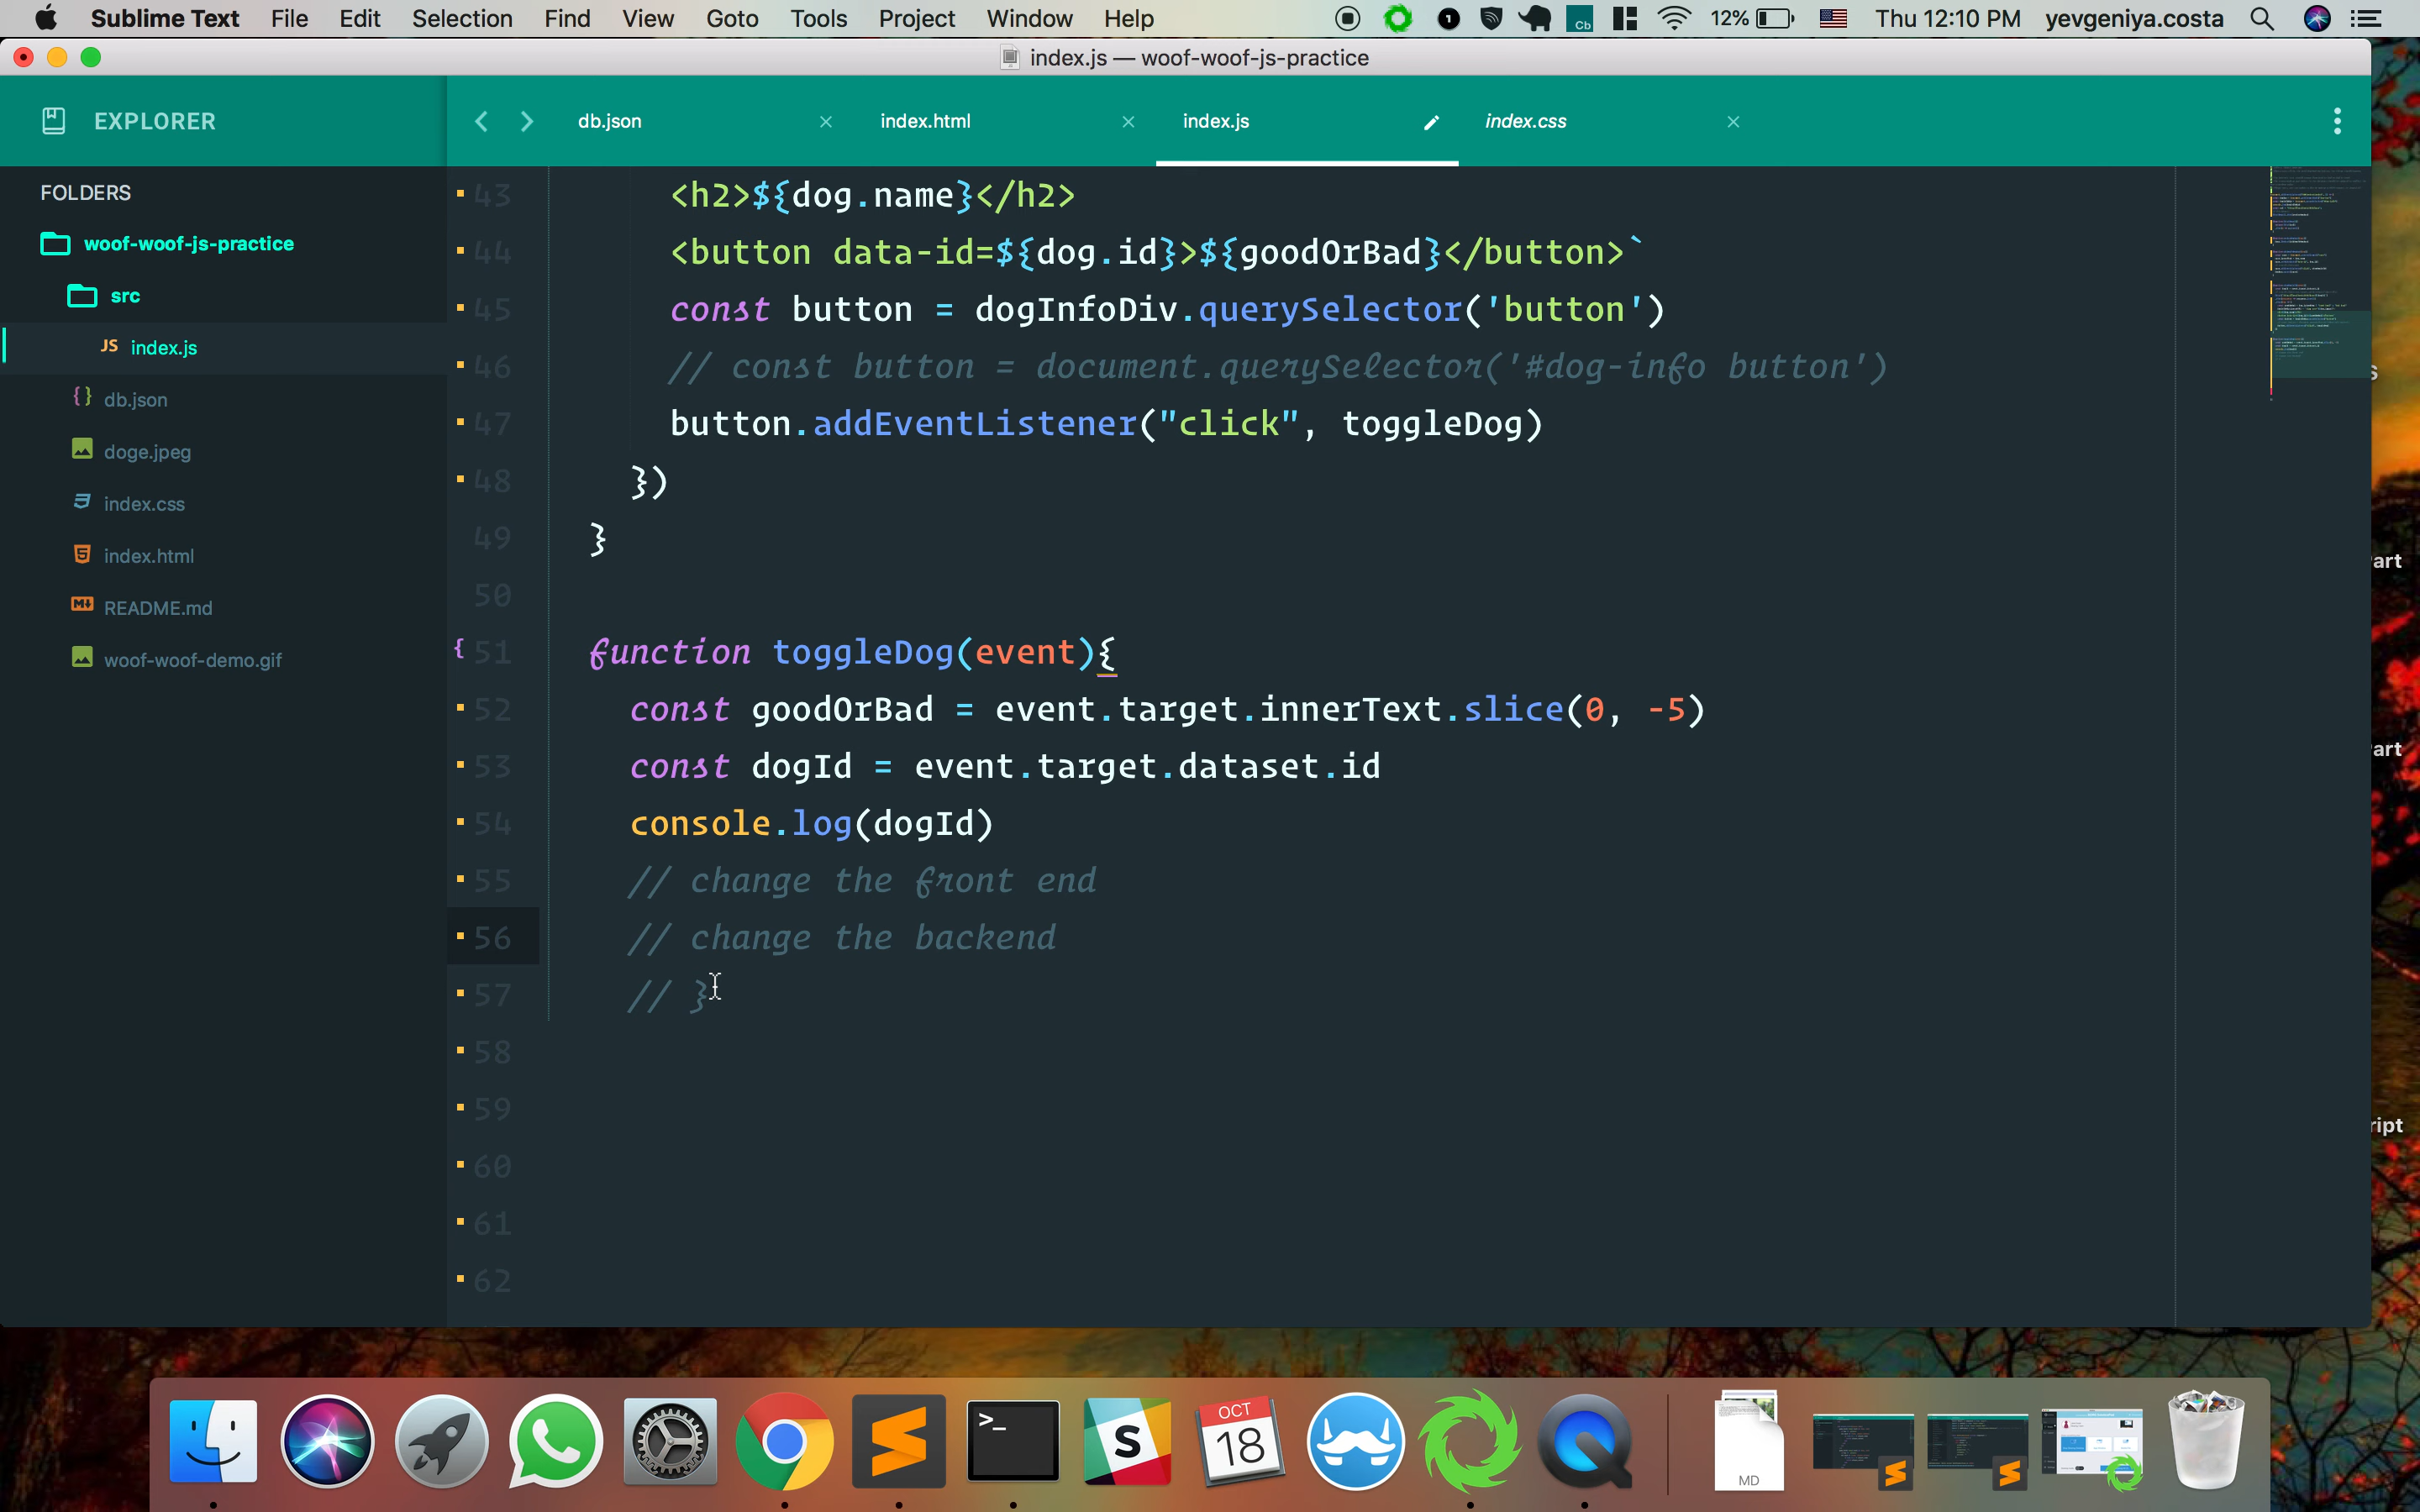 Sublime Text File Edit Selection Find View Goto Tools Project Window Help 1 Cb 12% Thu 12:10 PM yevgeniya.costa
index.js — woof-woof-js-practice
EXPLORER
db.json index.html index.js index.css
FOLDERS
woof-woof-js-practice
src
JS index.js
{} db.json
doge.jpeg
index.css
index.html
README.md
woof-woof-demo.gif
43 <h2>${dog.name}</h2>
44 <button data-id=${dog.id}>${goodOrBad}</button>`
45 const button = dogInfoDiv.querySelector('button')
46 // const button = document.querySelector('#dog-info button')
47 button.addEventListener("click", toggleDog)
48 })
49 }
50
{ 51 function toggleDog(event){
52 const goodOrBad = event.target.innerText.slice(0, -5)
53 const dogId = event.target.dataset.id
54 console.log(dogId)
55 // change the front end
56 // change the backend
57 // }
58
59
60
61
62
art
art
ript
OCT
18
S
MD